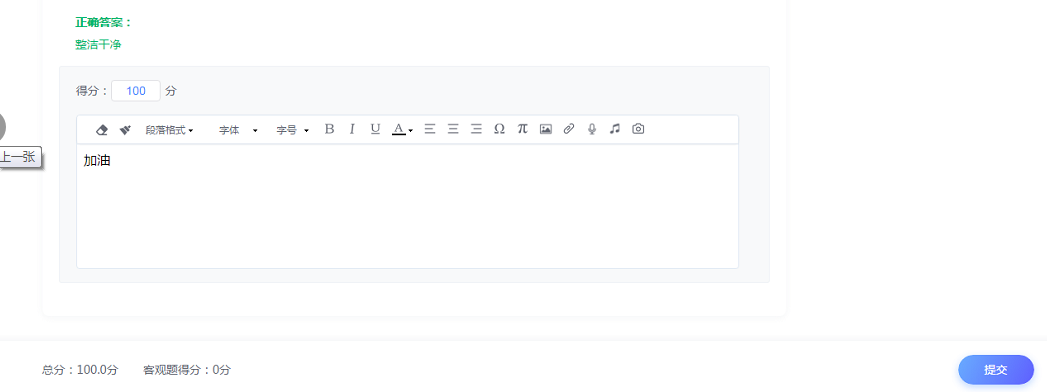 正确答案：
整洁干净
得分： 100 分
段落格式 字体 字号 B I U A Ω π
上一张
加油
总分：100.0分 客观题得分：0分 提交